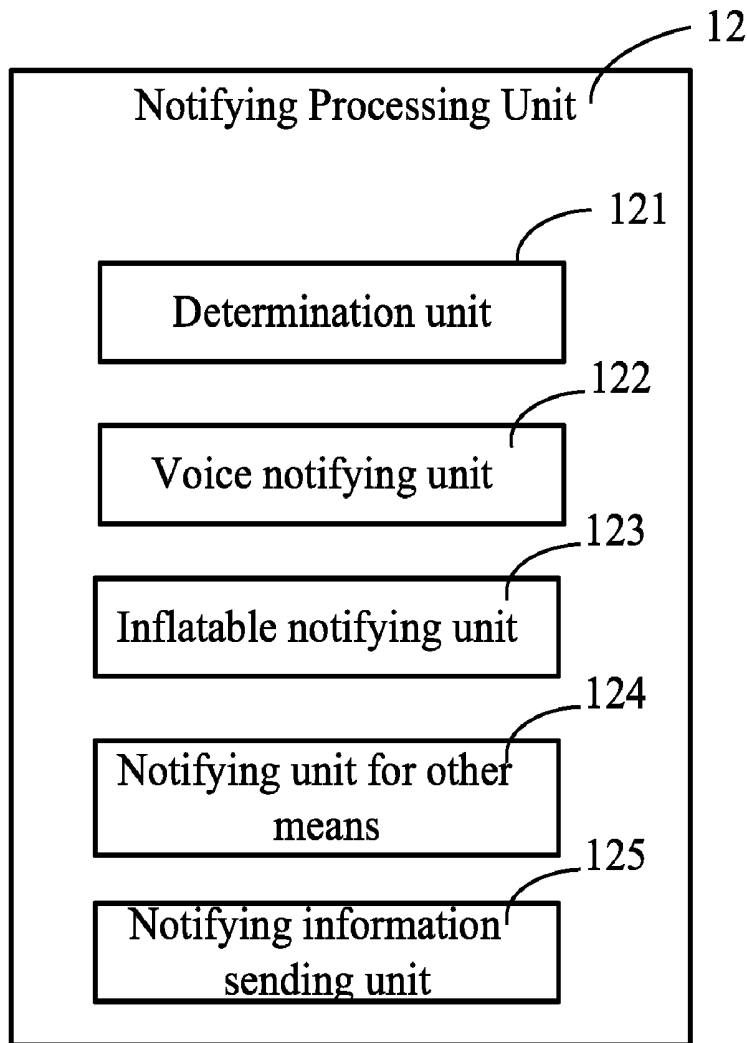 12
Notifying Processing Unit
121
Determination unit
122
Voice notifying unit
123
Inflatable notifying unit
124
Notifying unit for other
means
125
Notifying information
sending unit